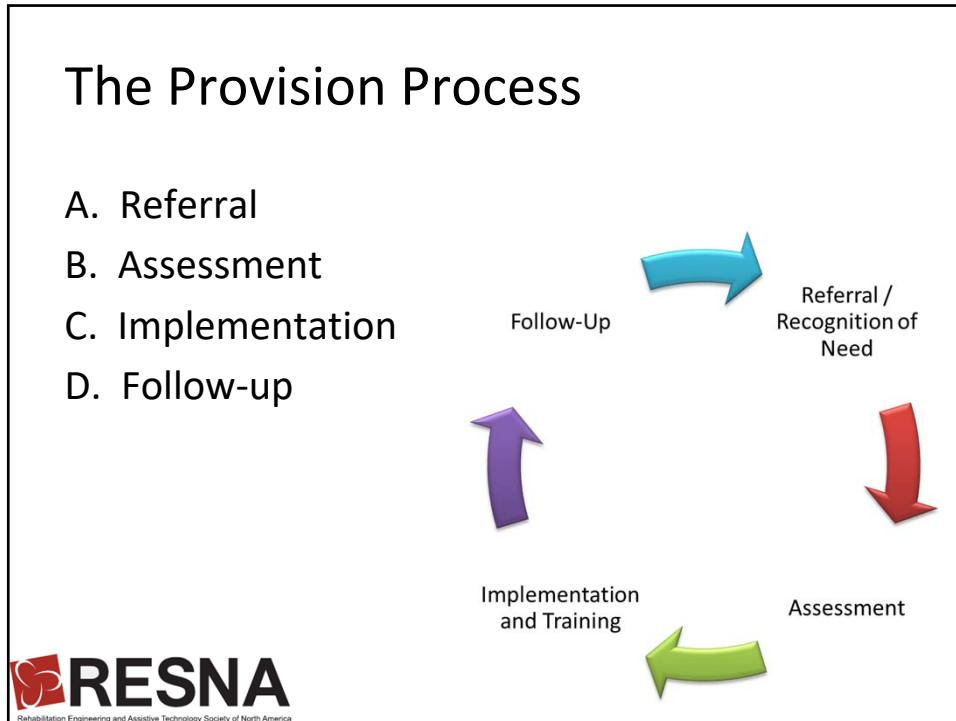 The Provision Process
A. Referral
B. Assessment
C. Implementation
D. Follow-up
Follow-Up
Referral /
Recognition of
Need
Implementation
and Training
Assessment
RESNA
Rehabilitation Engineering and Assistive Technology Society of North America